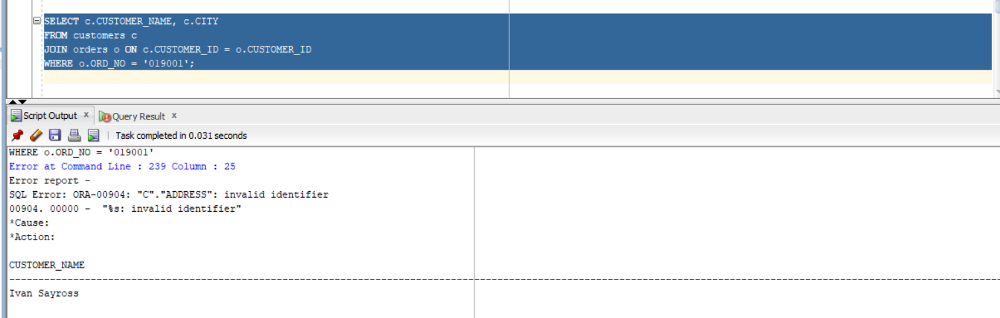 SELECT c.CUSTOMER_NAME, c.CITY
FROM customers c
JOIN orders o ON c.CUSTOMER_ID = o.CUSTOMER_ID
WHERE o.ORD_NO = '019001';
Script Output x Query Result x
Task completed in 0.031 seconds
WHERE o.ORD_NO = '019001'
Error at Command Line : 239 Column : 25
Error report -
SQL Error: ORA-00904: "C"."ADDRESS": invalid identifier
00904. 00000 -  "%s: invalid identifier"
*Cause:
*Action:
CUSTOMER_NAME
Ivan Sayross